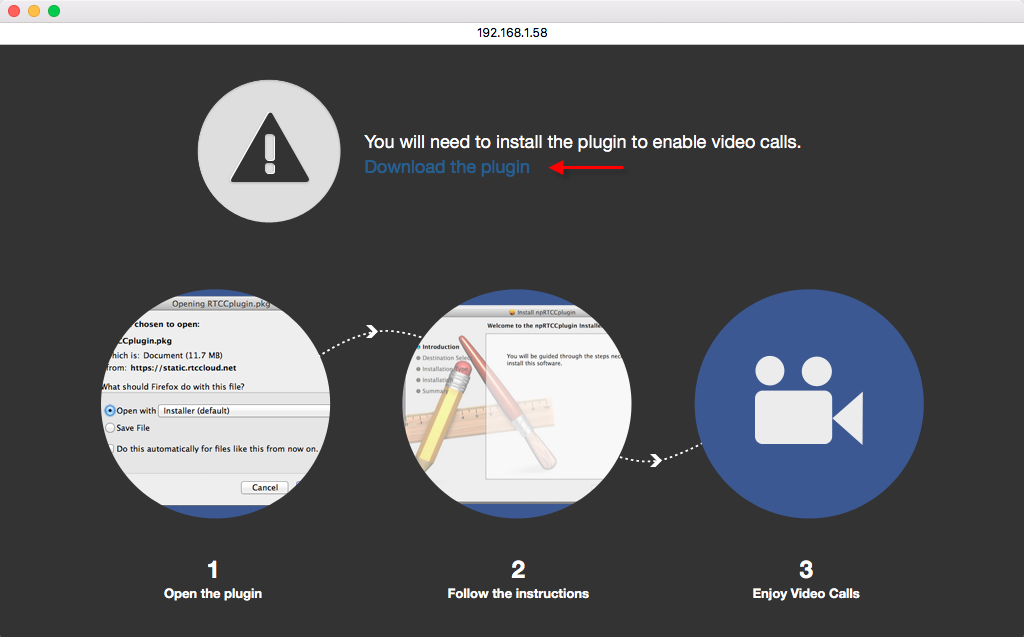 192.168.1.58
You will need to install the plugin to enable video calls.
Download the plugin
Opening RTCCplugin.pkg
chosen to open:
CCplugin.pkg
hich is: Document (11.7 MB)
from: https://static.rtccloud.net
What should Firefox do with this file?
Open with Installer (default)
Save File
Do this automatically for files like this from now on.
Cancel
Install npRTCCplugin
Welcome to the npRTCCplugin Installer
Introduction
Destination Select
Installation Type
Installation
Summary
You will be guided through the steps nec
install this software.
1
Open the plugin
2
Follow the instructions
3
Enjoy Video Calls